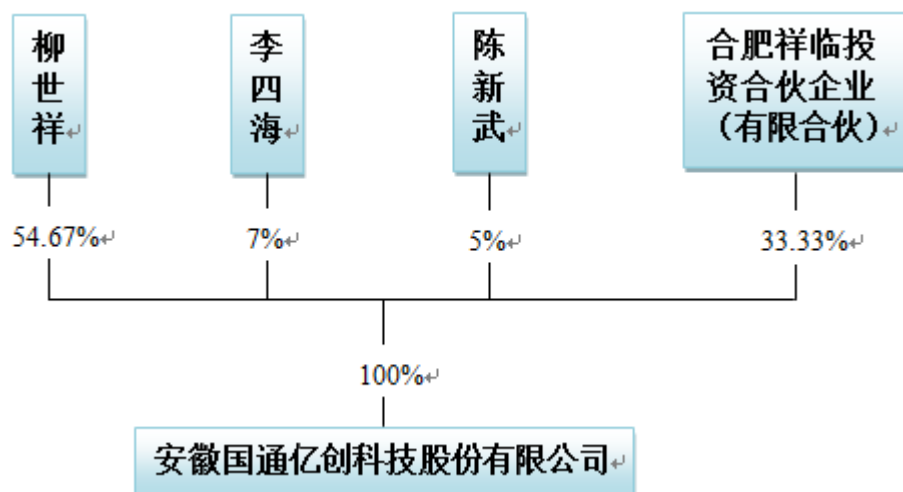 柳世祥
李四海
陈新武
合肥祥临投
资合伙企业
（有限合伙）
54.67%
7%
5%
33.33%
100%
安徽国通亿创科技股份有限公司